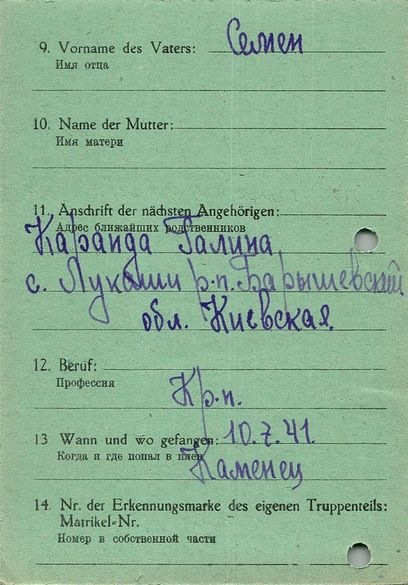 9. Vorname des Vaters: Семен
Имя отца
10. Name der Mutter:
Имя матери
11. Anschrift der nächsten Angehörigen:
Адрес ближайших родственников
Каранда Галина
с. Лукаши р-п. Барышевский
обл. Киевская
12. Beruf:
Профессия
Кр-п.
13 Wann und wo gefangen: 10.7.41.
Когда и где попал в плен
Каменец
14. Nr. der Erkennungsmarke des eigenen Truppenteils:
Matrikel-Nr.
Номер в собственной части